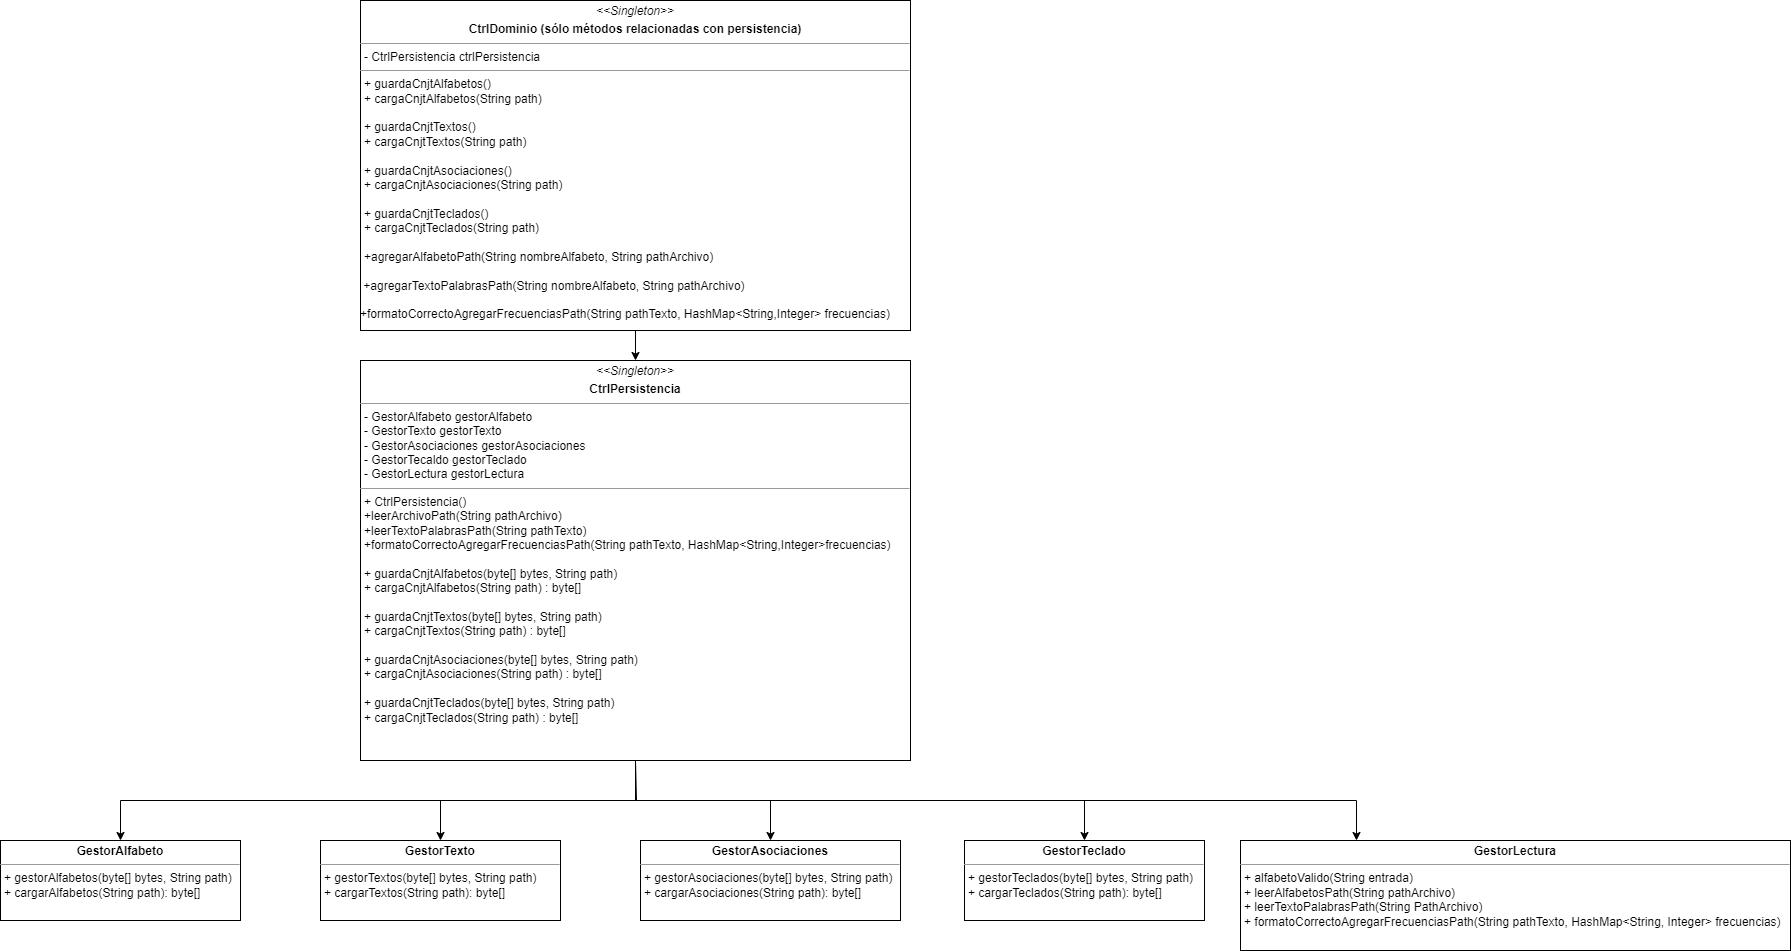 <<Singleton>>
CtrlDominio (sólo métodos relacionadas con persistencia)
- CtrlPersistencia ctrlPersistencia
+ guardaCnjtAlfabetos()
+ cargaCnjtAlfabetos(String path)
+ guardaCnjtTextos()
+ cargaCnjtTextos(String path)
+ guardaCnjtAsociaciones()
+ cargaCnjtAsociaciones(String path)
+ guardaCnjtTeclados()
+ cargaCnjtTeclados(String path)
+agregarAlfabetoPath(String nombreAlfabeto, String pathArchivo)
+agregarTextoPalabrasPath(String nombreAlfabeto, String pathArchivo)
+formatoCorrectoAgregarFrecuenciasPath(String pathTexto, HashMap<String,Integer> frecuencias)
<<Singleton>>
CtrlPersistencia
- GestorAlfabeto gestorAlfabeto
- GestorTexto gestorTexto
- GestorAsociaciones gestorAsociaciones
- GestorTecaldo gestorTeclado
- GestorLectura gestorLectura
+ CtrlPersistencia()
+leerArchivoPath(String pathArchivo)
+leerTextoPalabrasPath(String pathTexto)
+formatoCorrectoAgregarFrecuenciasPath(String pathTexto, HashMap<String,Integer>frecuencias)
+ guardaCnjtAlfabetos(byte[] bytes, String path)
+ cargaCnjtAlfabetos(String path) : byte[]
+ guardaCnjtTextos(byte[] bytes, String path)
+ cargaCnjtTextos(String path) : byte[]
+ guardaCnjtAsociaciones(byte[] bytes, String path)
+ cargaCnjtAsociaciones(String path) : byte[]
+ guardaCnjtTeclados(byte[] bytes, String path)
+ cargaCnjtTeclados(String path) : byte[]
GestorAlfabeto
+ gestorAlfabetos(byte[] bytes, String path)
+ cargarAlfabetos(String path): byte[]
GestorTexto
+ gestorTextos(byte[] bytes, String path)
+ cargarTextos(String path): byte[]
GestorAsociaciones
+ gestorAsociaciones(byte[] bytes, String path)
+ cargarAsociaciones(String path): byte[]
GestorTeclado
+ gestorTeclados(byte[] bytes, String path)
+ cargarTeclados(String path): byte[]
GestorLectura
+ alfabetoValido(String entrada)
+ leerAlfabetosPath(String pathArchivo)
+ leerTextoPalabrasPath(String PathArchivo)
+ formatoCorrectoAgregarFrecuenciasPath(String pathTexto, HashMap<String, Integer> frecuencias)